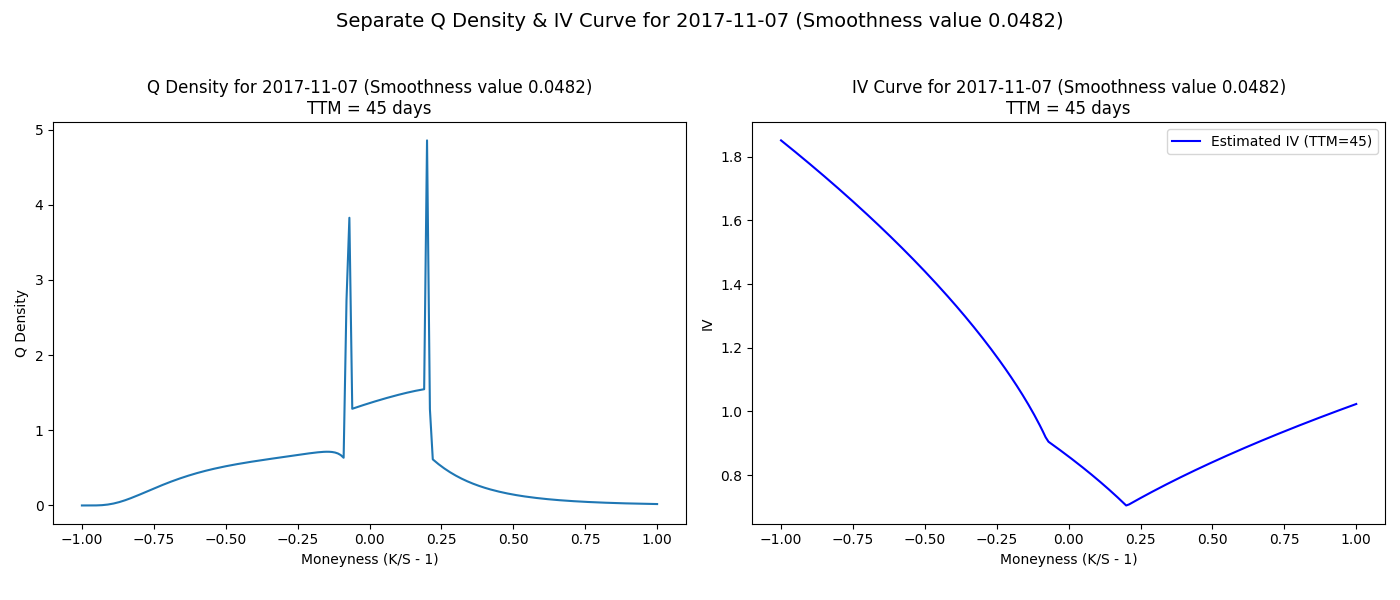 Separate Q Density & IV Curve for 2017-11-07 (Smoothness value 0.0482)
Q Density for 2017-11-07 (Smoothness value 0.0482)
TTM = 45 days
5
4
3
2
1
0
Q Density
−1.00 −0.75 −0.50 −0.25 0.00 0.25 0.50 0.75 1.00
Moneyness (K/S - 1)
IV Curve for 2017-11-07 (Smoothness value 0.0482)
TTM = 45 days
Estimated IV (TTM=45)
1.8
1.6
1.4
1.2
1.0
0.8
IV
−1.00 −0.75 −0.50 −0.25 0.00 0.25 0.50 0.75 1.00
Moneyness (K/S - 1)